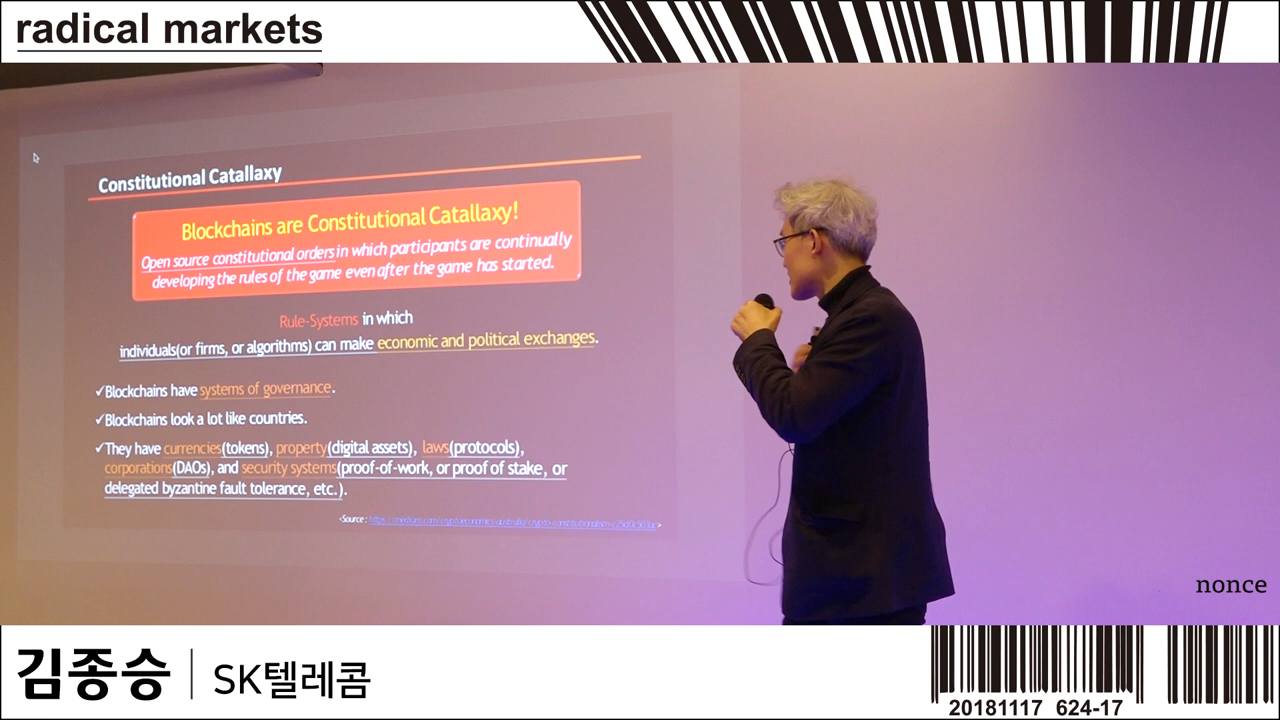 radical markets
Constitutional Catallaxy
Blockchains are Constitutional Catallaxy!
Open source constitutional orders in which participants are continually
developing the rules of the game even after the game has started.
Rule-Systems in which
individuals(or firms, or algorithms) can make economic and political exchanges.
✓Blockchains have systems of governance.
✓Blockchains look a lot like countries.
✓They have currencies(tokens), property(digital assets), laws(protocols),
corporations(DAOs), and security systems(proof-of-work, or proof of stake, or
delegated byzantine fault tolerance, etc.).
<Source :
nonce
김종승 | SK텔레콤
20181117 624-17